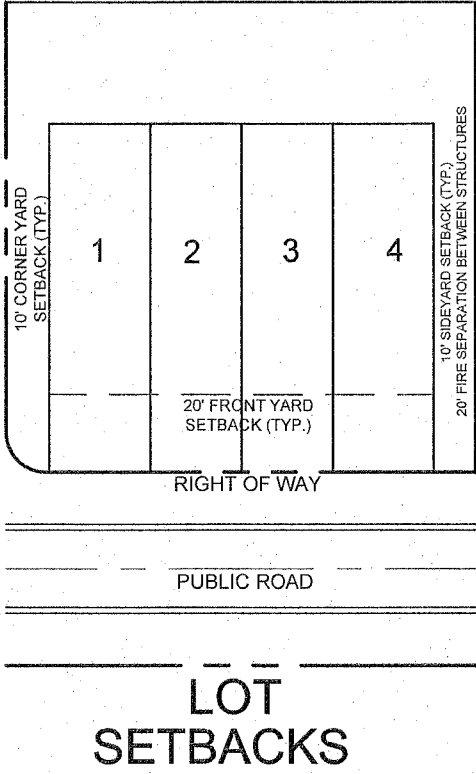 10' CORNER YARD
SETBACK (TYP.)
1
2
3
4
10' SIDEYARD SETBACK (TYP.)
20' FIRE SEPARATION BETWEEN STRUCTURES
20' FRONT YARD
SETBACK (TYP.)
RIGHT OF WAY
PUBLIC ROAD
LOT
SETBACKS